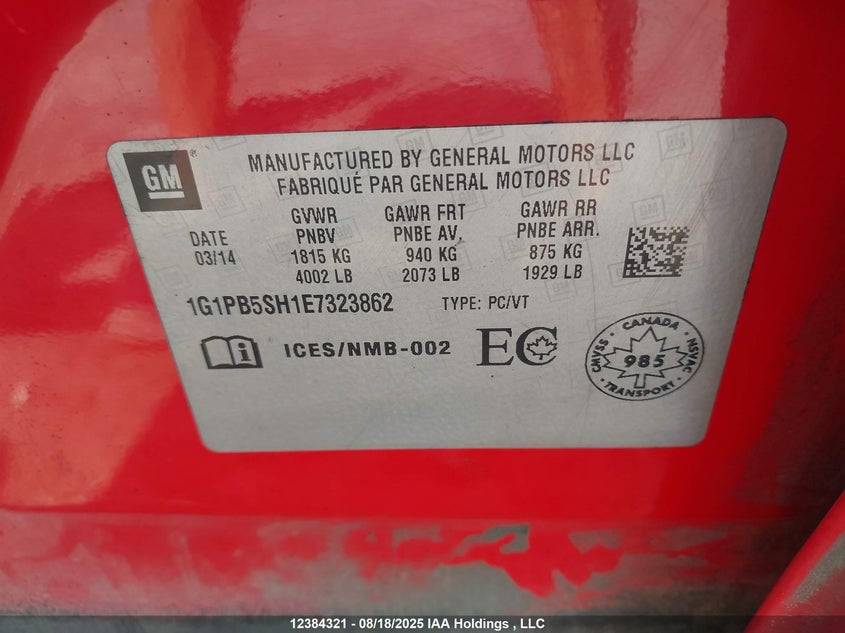 GM
MANUFACTURED BY GENERAL MOTORS LLC
FABRIQUÉ PAR GENERAL MOTORS LLC
DATE
03/14
GVWR
PNBV
1815 KG
4002 LB
GAWR FRT
PNBE AV.
940 KG
2073 LB
GAWR RR
PNBE ARR.
875 KG
1929 LB
1G1PB5SH1E7323862 TYPE: PC/VT
ICES/NMB-002 EC
CANADA
CMVSS 985 NSVAC
TRANSPORT
12384321 - 08/18/2025 IAA Holdings , LLC